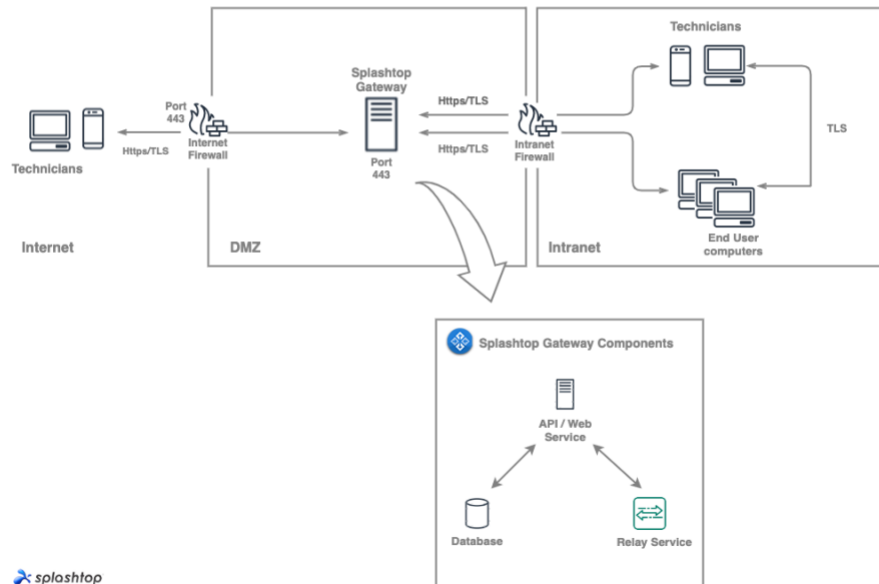 Technicians
Splashtop
Gateway
Port
443
Https/TLS
Internet
Firewall
Https/TLS
Https/TLS
Intranet
Firewall
TLS
Technicians
Port
443
End User
computers
Internet
DMZ
Intranet
Splashtop Gateway Components
API / Web
Service
Database
Relay Service
splashtop